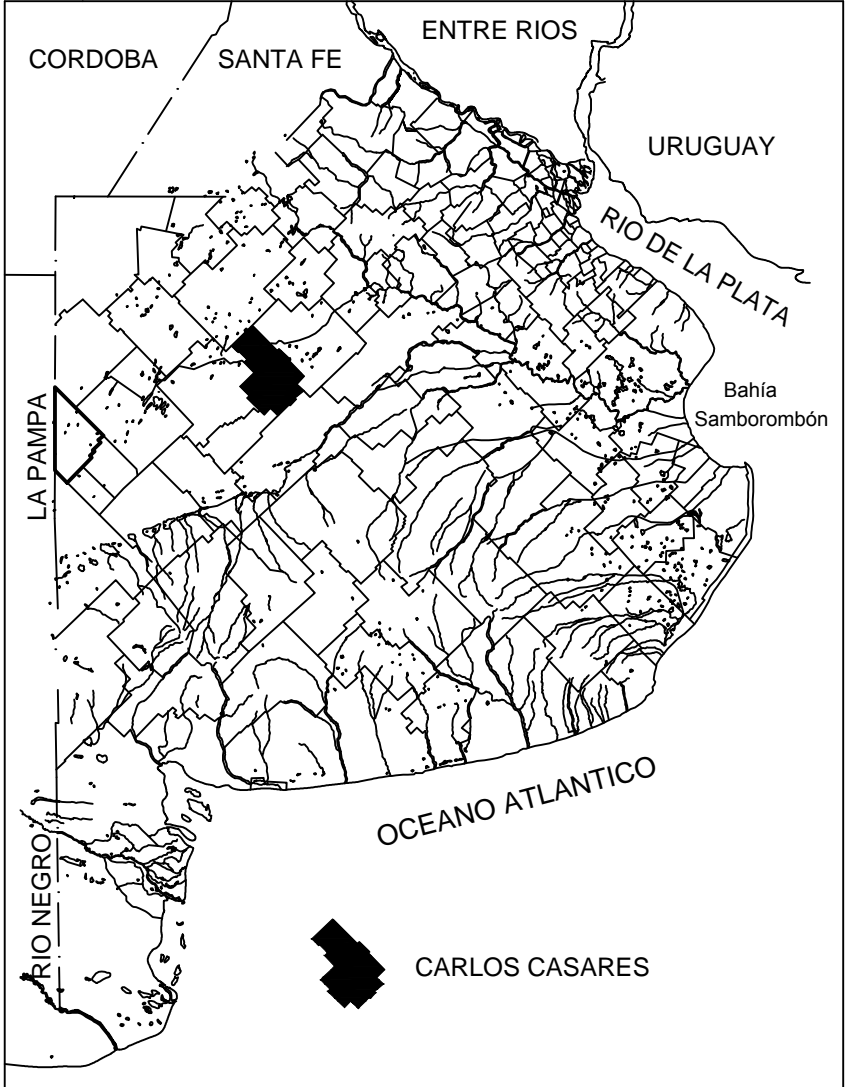 ENTRE RIOS
CORDOBA
SANTA FE
URUGUAY
RIO DE LA PLATA
Bahía
Samborombón
LA PAMPA
OCEANO ATLANTICO
RIO NEGRO
CARLOS CASARES